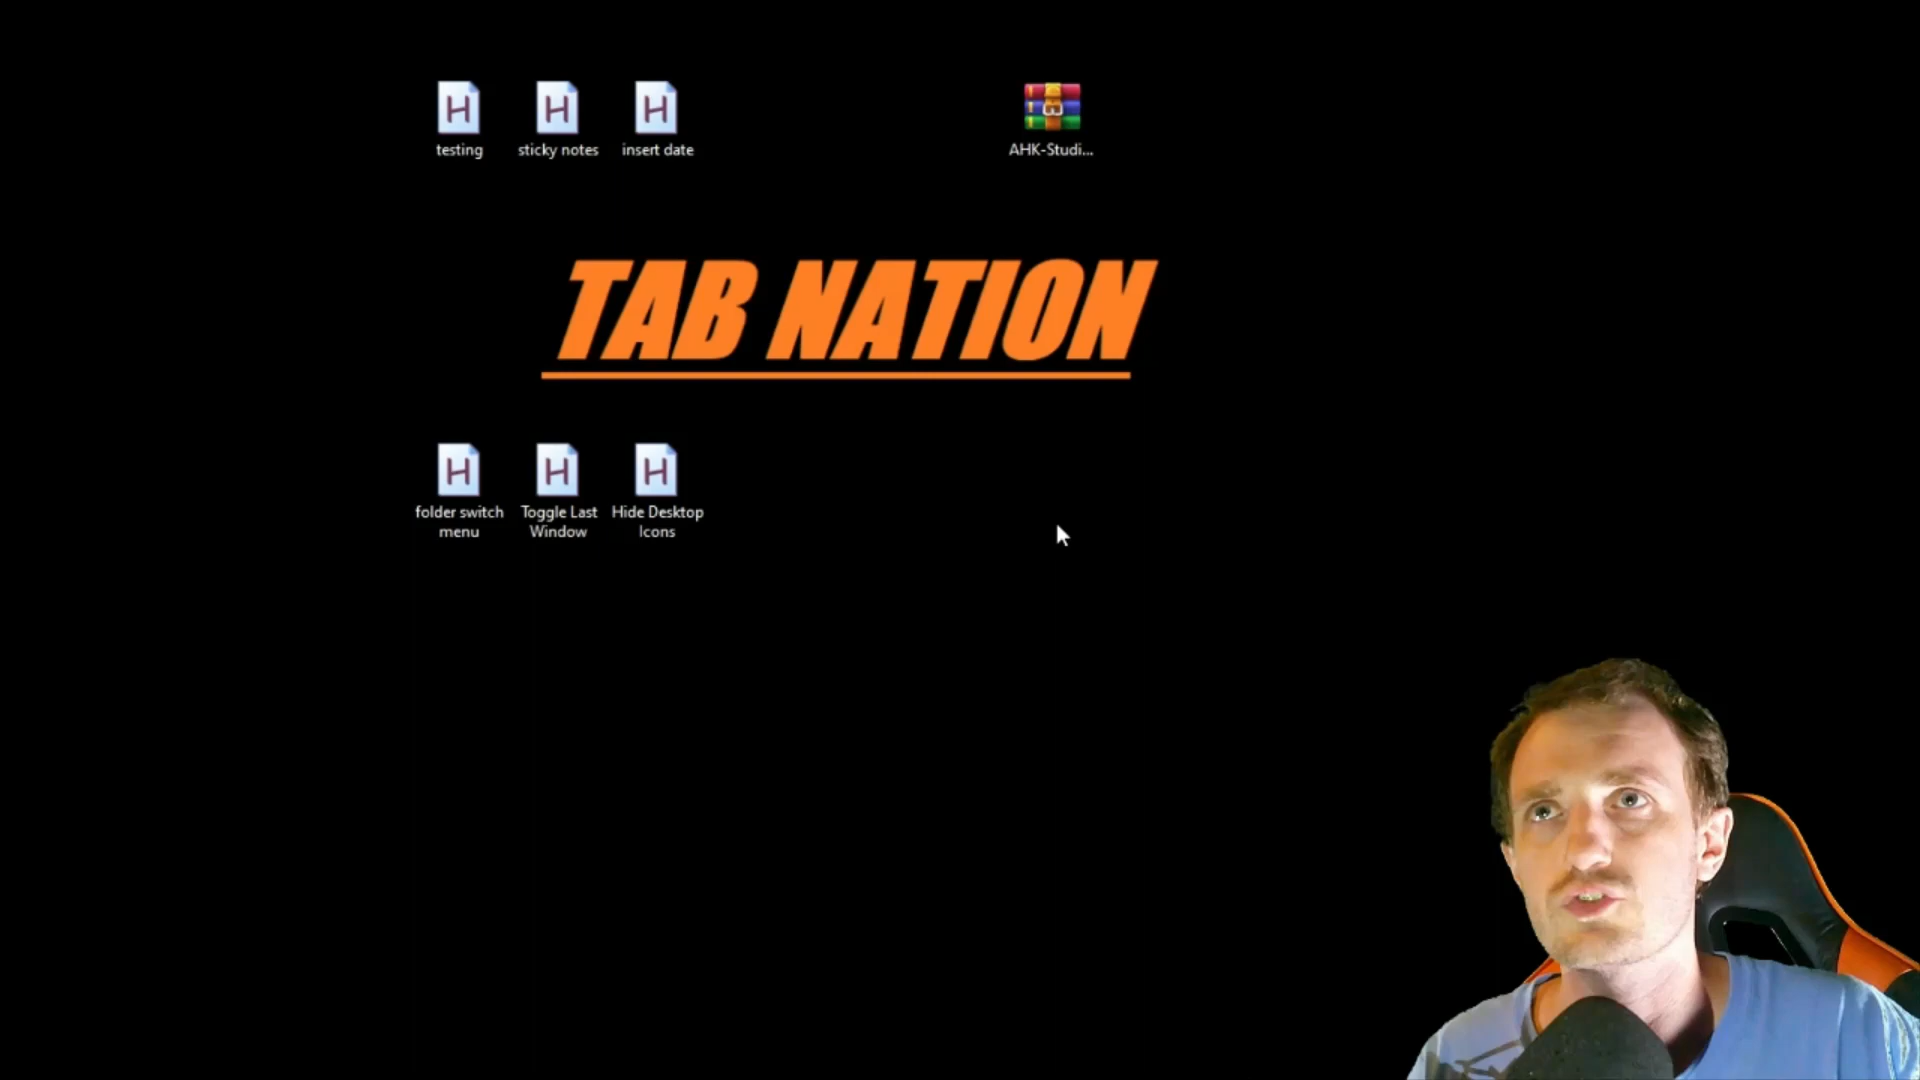 testing
sticky notes
insert date
AHK-Studi...
TAB NATION
folder switch
menu
Toggle Last
Window
Hide Desktop
Icons